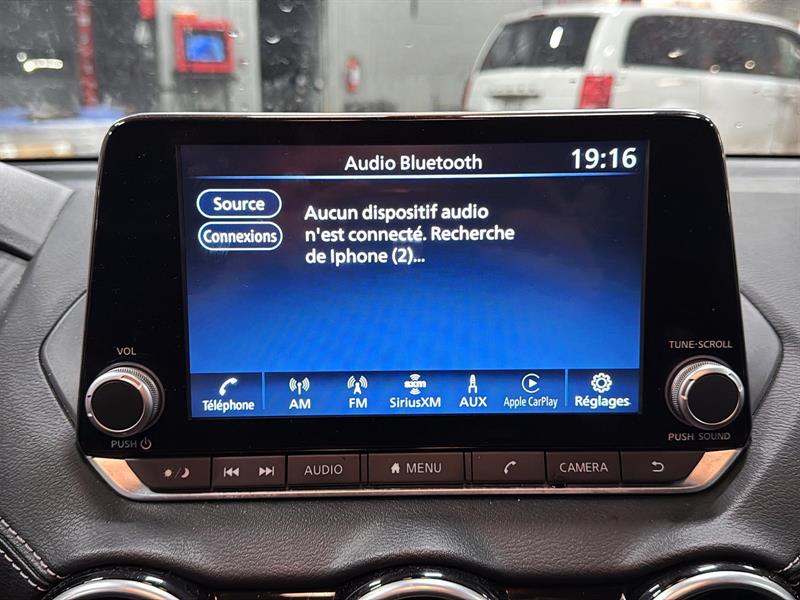 Audio Bluetooth 19:16
Source
Connexions
Aucun dispositif audio
n'est connecté. Recherche
de Iphone (2)...
VOL
TUNE-SCROLL
Téléphone AM FM SiriusXM AUX Apple CarPlay Réglages
sxm
PUSH
PUSH SOUND
AUDIO MENU CAMERA